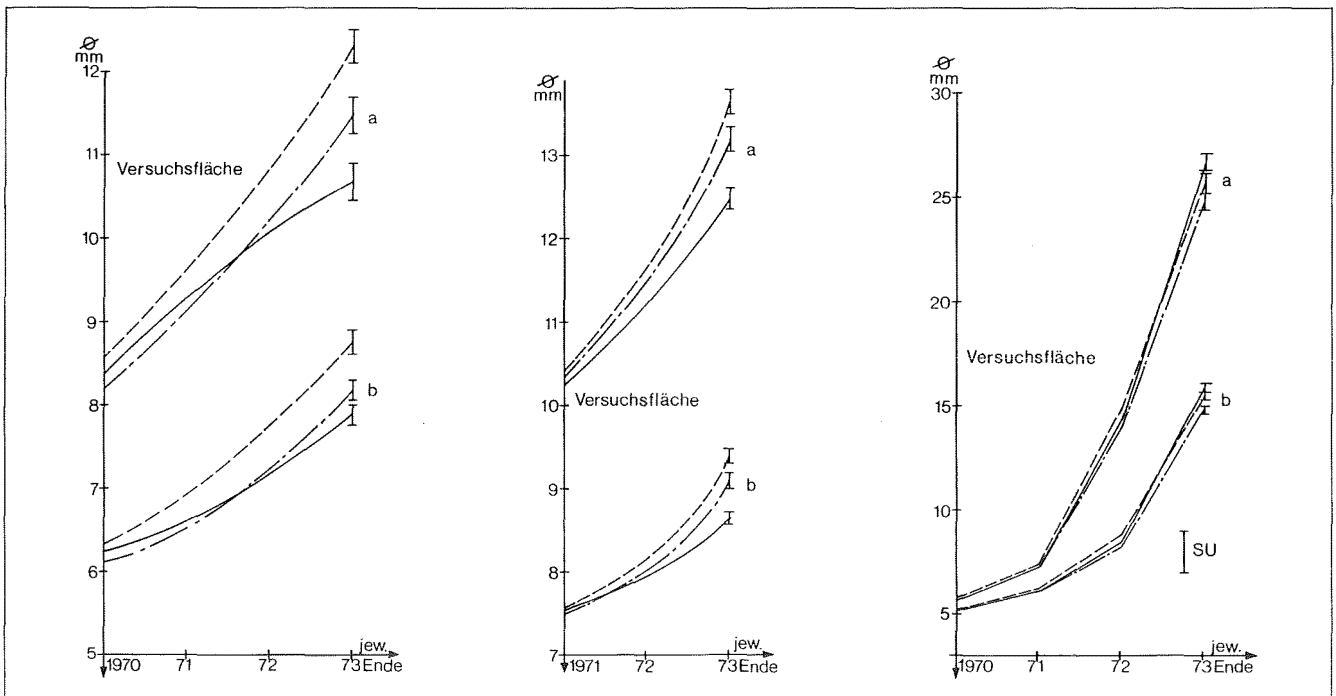 Ø
mm
12
11
10
9
8
7
6
5
Versuchsfläche
a
b
1970
71
72
73
jew.
Ende
Ø
mm
13
12
11
10
9
8
7
Versuchsfläche
a
b
1971
72
73
jew.
Ende
Ø
mm
30
25
20
15
10
5
Versuchsfläche
a
b
SU
1970
71
72
73
jew.
Ende